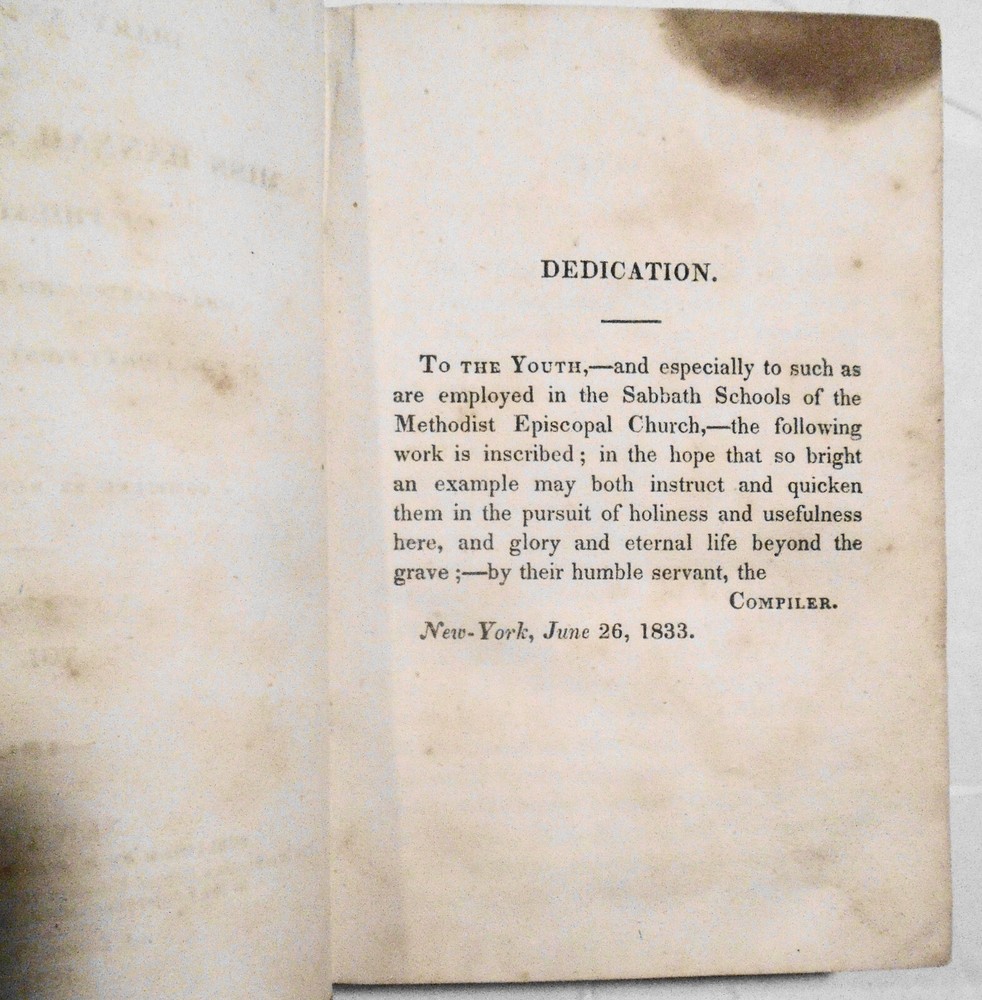 DEDICATION.
To the Youth,—and especially to such as
are employed in the Sabbath Schools of the
Methodist Episcopal Church,—the following
work is inscribed; in the hope that so bright
an example may both instruct and quicken
them in the pursuit of holiness and usefulness
here, and glory and eternal life beyond the
grave;—by their humble servant, the
Compiler.
New-York, June 26, 1833.